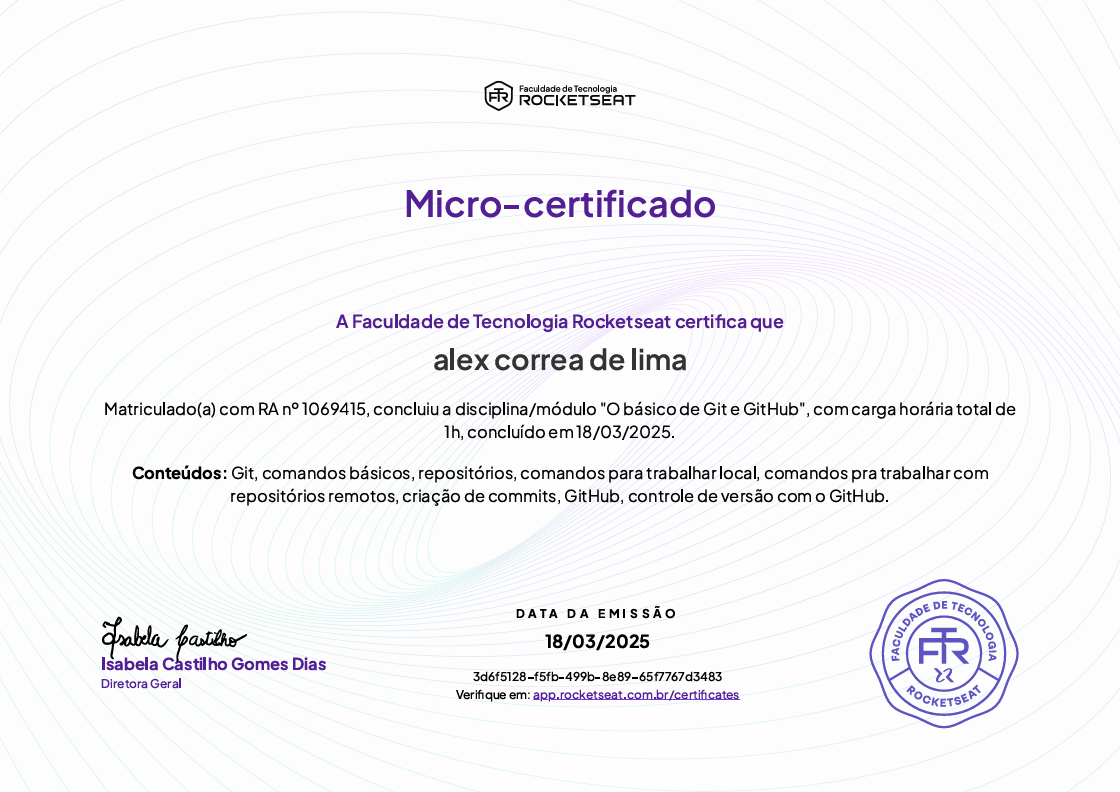 Faculdade de Tecnologia
ROCKETSEAT
Micro-certificado
A Faculdade de Tecnologia Rocketseat certifica que
alex correa de lima
Matriculado(a) com RA nº 1069415, concluiu a disciplina/módulo "O básico de Git e GitHub", com carga horária total de
1h, concluído em 18/03/2025.
Conteúdos: Git, comandos básicos, repositórios, comandos para trabalhar local, comandos pra trabalhar com
repositórios remotos, criação de commits, GitHub, controle de versão com o GitHub.
Isabela Castilho
Isabela Castilho Gomes Dias
Diretora Geral
DATA DA EMISSÃO
18/03/2025
3d6f5128-f5fb-499b-8e89-65f7767d3483
Verifique em: app.rocketseat.com.br/certificates
FACULDADE DE TECNOLOGIA
FTR
ROCKETSEAT